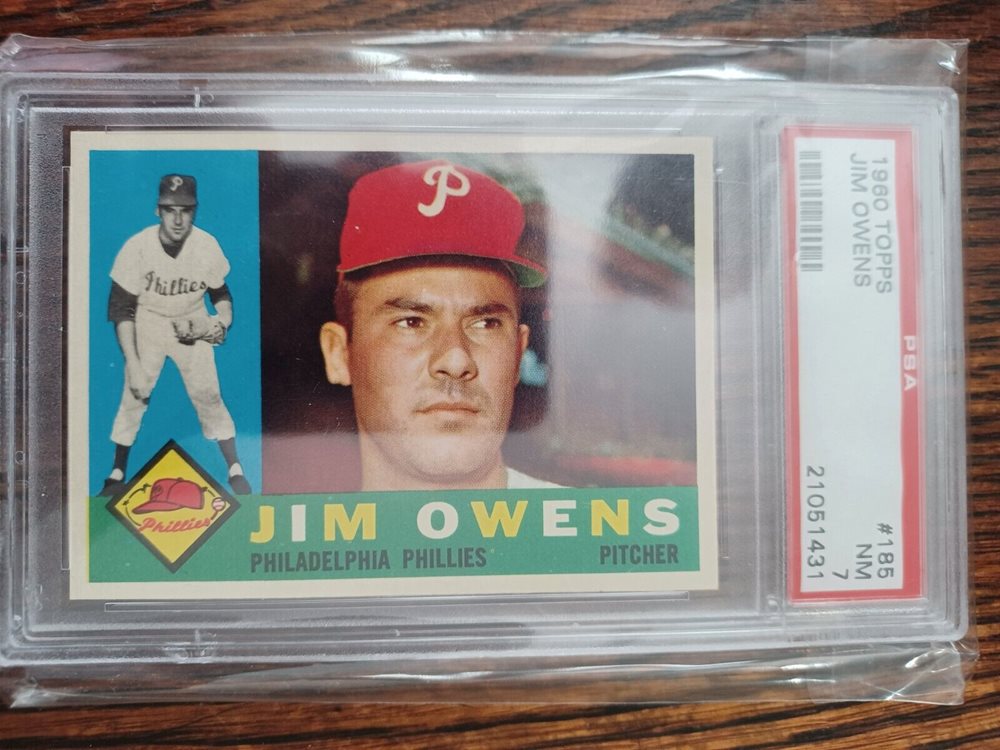 P
P
Phillies
Phillies
JIM OWENS
PHILADELPHIA PHILLIES PITCHER
1960 TOPPS #185
JIM OWENS NM 7
PSA 21051431